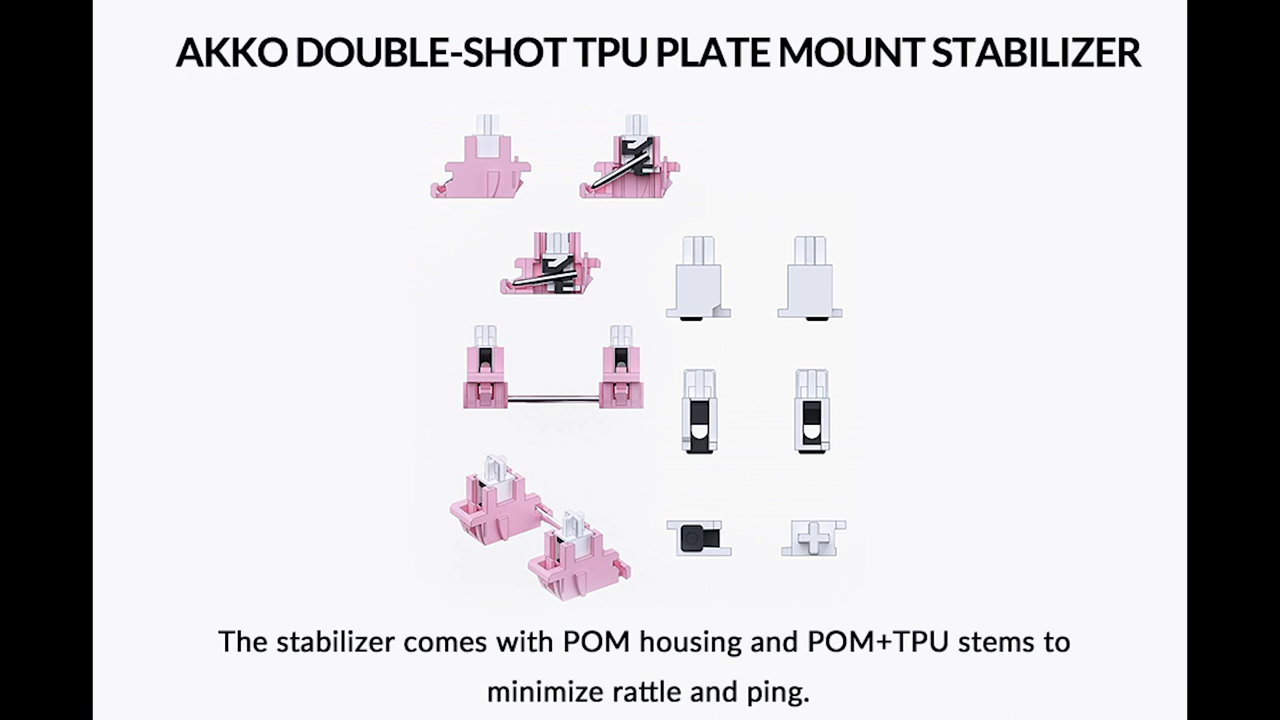 AKKO DOUBLE-SHOT TPU PLATE MOUNT STABILIZER
The stabilizer comes with POM housing and POM+TPU stems to
minimize rattle and ping.